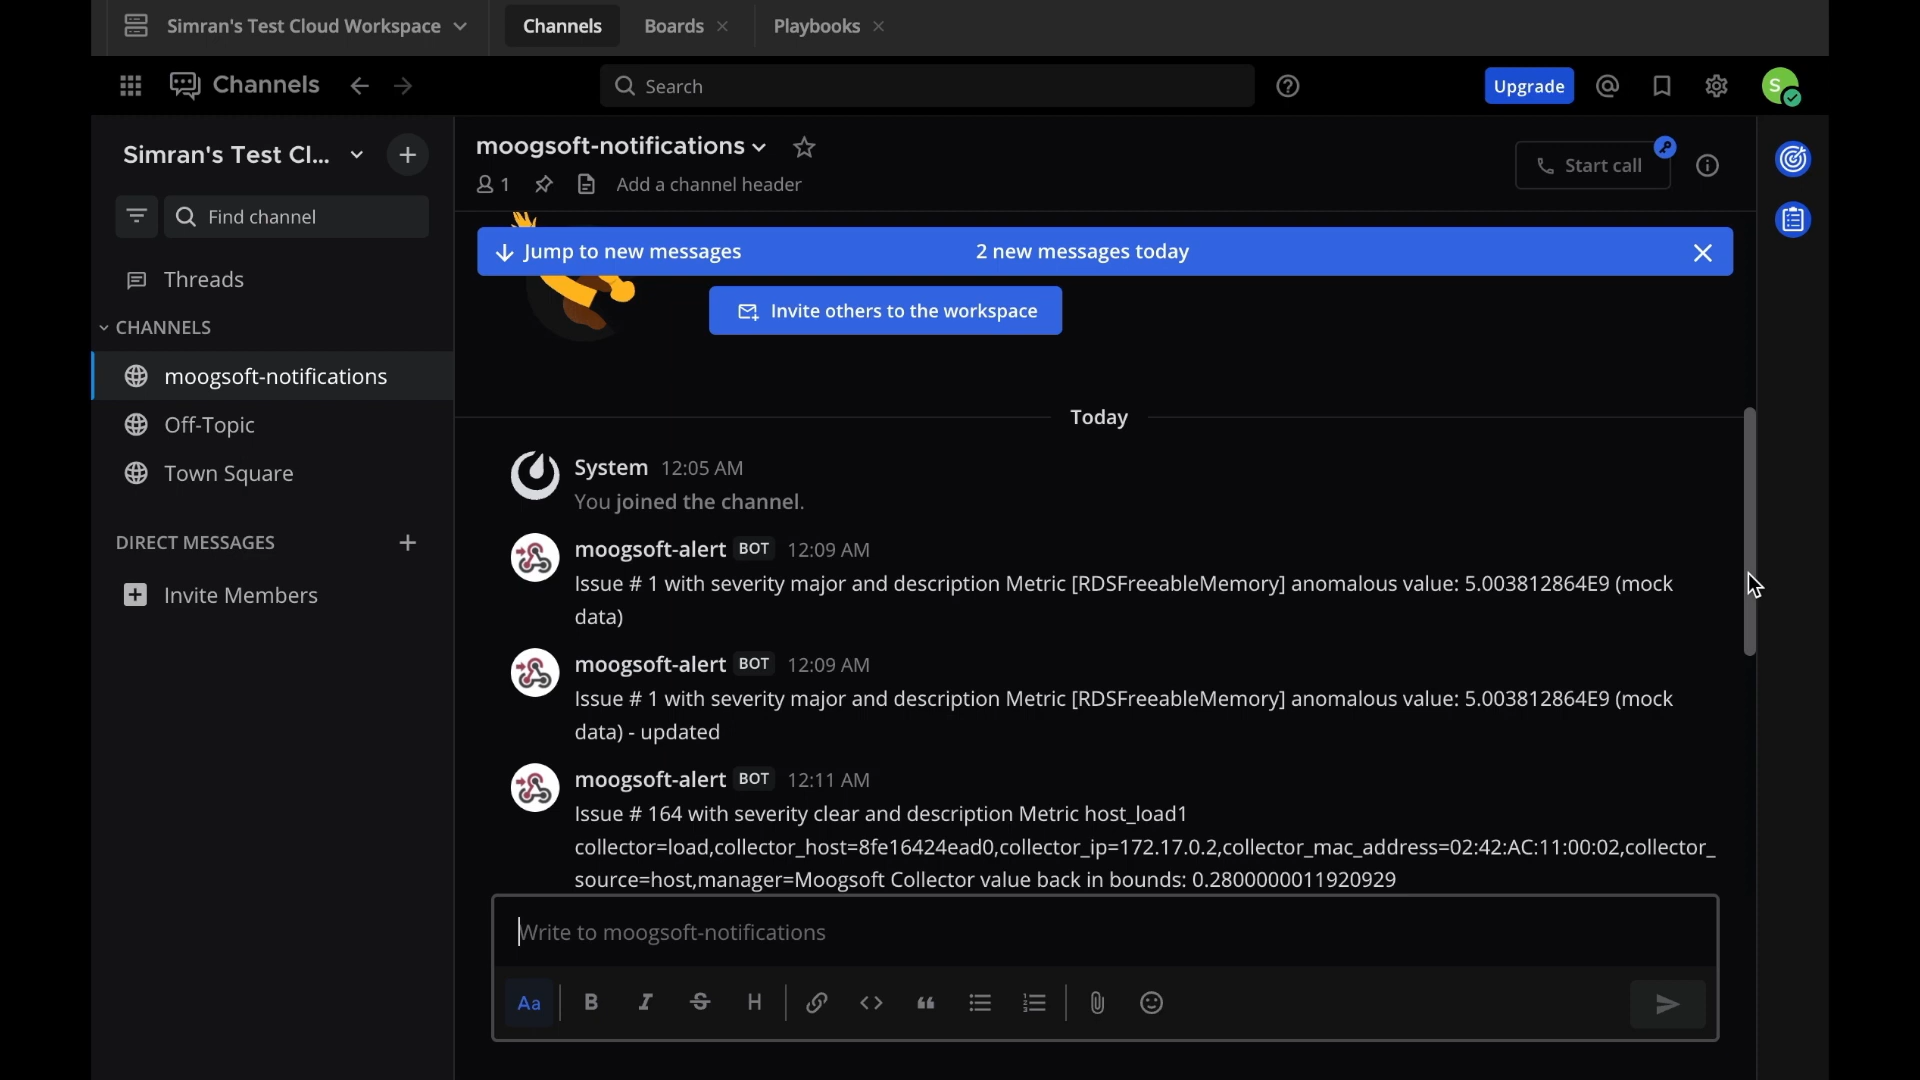 Simran's Test Cloud Workspace
Channels
Boards
Playbooks
Channels
Search
Upgrade
S
Simran's Test Cl...
Find channel
Threads
CHANNELS
moogsoft-notifications
Off-Topic
Town Square
DIRECT MESSAGES
Invite Members
moogsoft-notifications
1
Add a channel header
Start call
Jump to new messages
2 new messages today
Invite others to the workspace
Today
System 12:05 AM
You joined the channel.
moogsoft-alert BOT 12:09 AM
Issue # 1 with severity major and description Metric [RDSFreeableMemory] anomalous value: 5.003812864E9 (mock
data)
moogsoft-alert BOT 12:09 AM
Issue # 1 with severity major and description Metric [RDSFreeableMemory] anomalous value: 5.003812864E9 (mock
data) - updated
moogsoft-alert BOT 12:11 AM
Issue # 164 with severity clear and description Metric host_load1
collector=load,collector_host=8fe16424ead0,collector_ip=172.17.0.2,collector_mac_address=02:42:AC:11:00:02,collector_
source=host,manager=Moogsoft Collector value back in bounds: 0.2800000011920929
Write to moogsoft-notifications
Aa B I S H